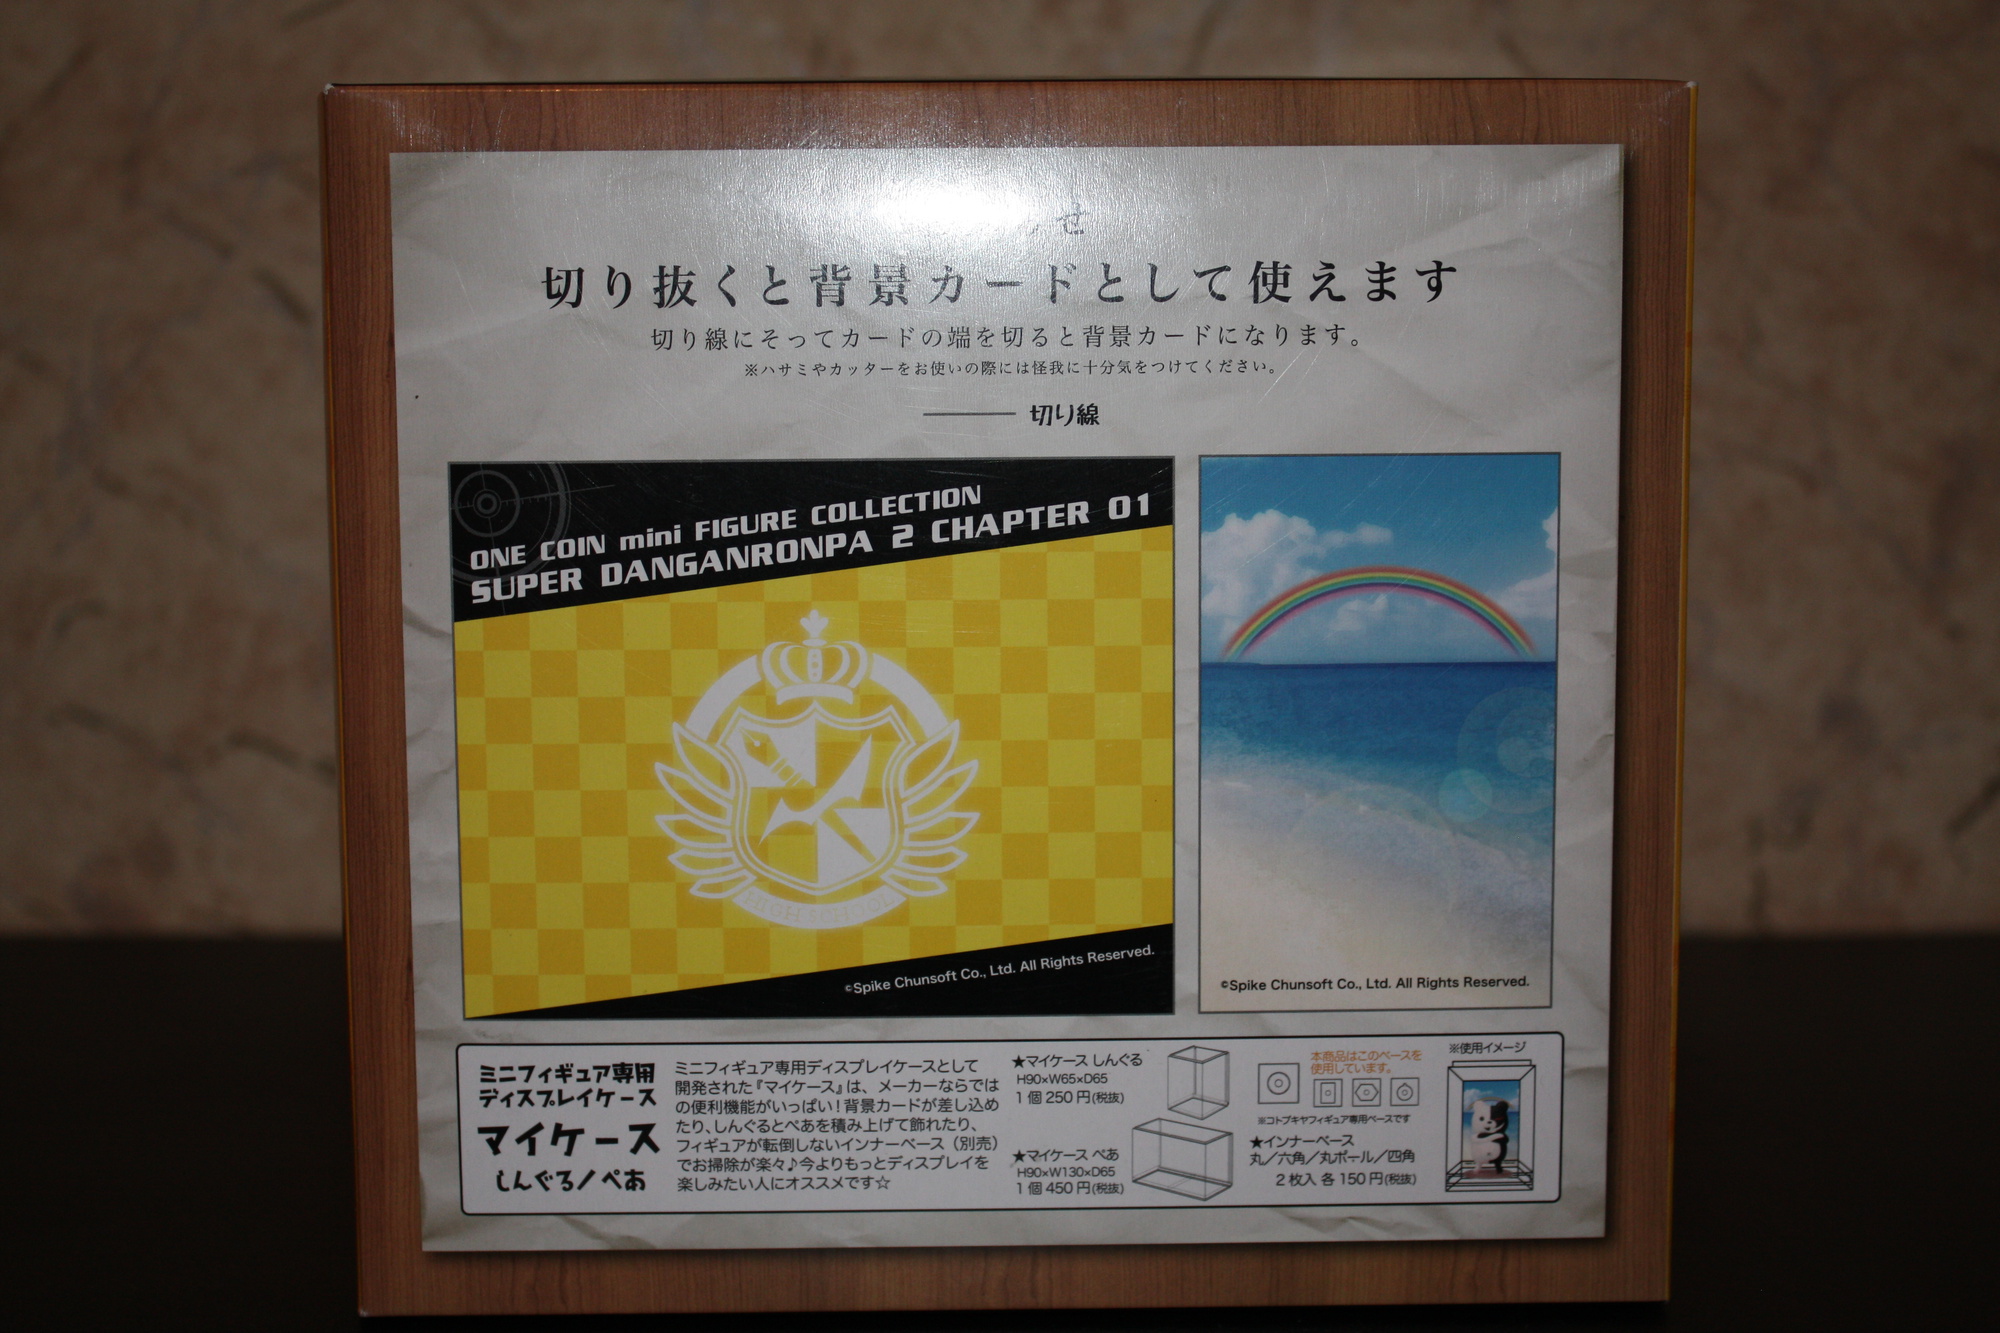 せ
切り抜くと背景カードとして使えます
切り線にそってカードの端を切ると背景カードになります。
※ハサミやカッターをお使いの際には怪我に十分気をつけてください。
切り線
ONE COIN mini FIGURE COLLECTION
SUPER DANGANRONPA 2 CHAPTER 01
HIGH SCHOOL
©Spike Chunsoft Co., Ltd. All Rights Reserved.
©Spike Chunsoft Co., Ltd. All Rights Reserved.
ミニフィギュア専用
ディスプレイケース
マイケース
しんぐる/ぺあ
ミニフィギュア専用ディスプレイケースとして
開発された『マイケース』は、メーカーならでは
の便利機能がいっぱい!背景カードが差し込め
たり、しんぐるとぺあを積み上げて飾れたり、
フィギュアが転倒しないインナーベース(別売)
でお掃除が楽々♪今よりもっとディスプレイを
楽しみたい人にオススメです☆
★マイケース しんぐる
H90×W65×D65
1個250円(税抜)
★マイケース ぺあ
H90×W130×D65
1個450円(税抜)
本商品はこのベースを
使用しています。
※コトブキヤフィギュア専用ベースです
★インナーベース
丸/六角/丸ボール/四角
2枚入 各150円(税抜)
※使用イメージ